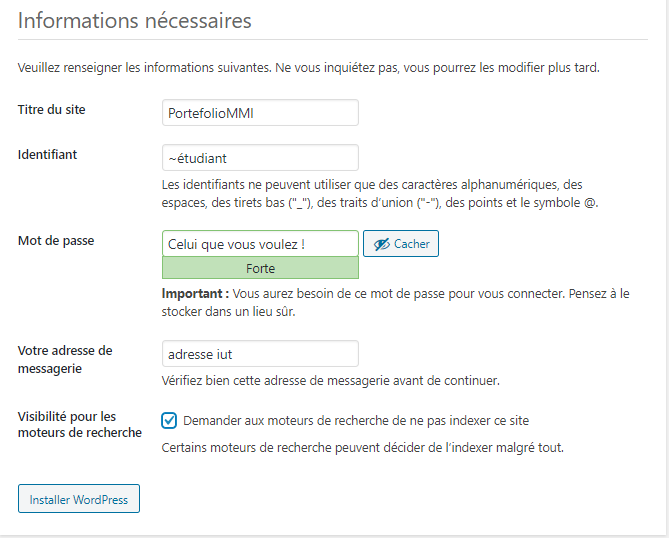 Informations nécessaires
Veuillez renseigner les informations suivantes. Ne vous inquiétez pas, vous pourrez les modifier plus tard.
Titre du site
PortefolioMMI
Identifiant
~étudiant
Les identifiants ne peuvent utiliser que des caractères alphanumériques, des
espaces, des tirets bas ("_"), des traits d’union ("-"), des points et le symbole @.
Mot de passe
Celui que vous voulez !
Cacher
Forte
Important : Vous aurez besoin de ce mot de passe pour vous connecter. Pensez à le
stocker dans un lieu sûr.
Votre adresse de
messagerie
adresse iut
Vérifiez bien cette adresse de messagerie avant de continuer.
Visibilité pour les
moteurs de recherche
Demander aux moteurs de recherche de ne pas indexer ce site
Certains moteurs de recherche peuvent décider de l’indexer malgré tout.
Installer WordPress